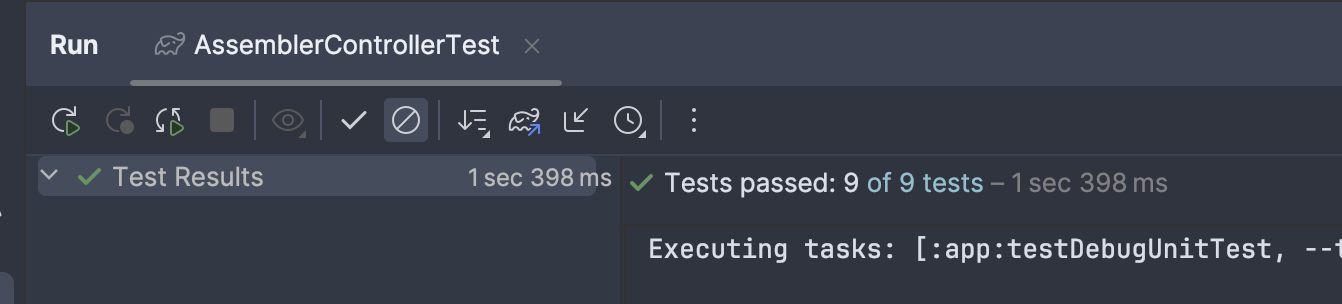 Run AssemblerControllerTest
Test Results 1 sec 398 ms
Tests passed: 9 of 9 tests – 1 sec 398 ms
Executing tasks: [:app:testDebugUnitTest, --t